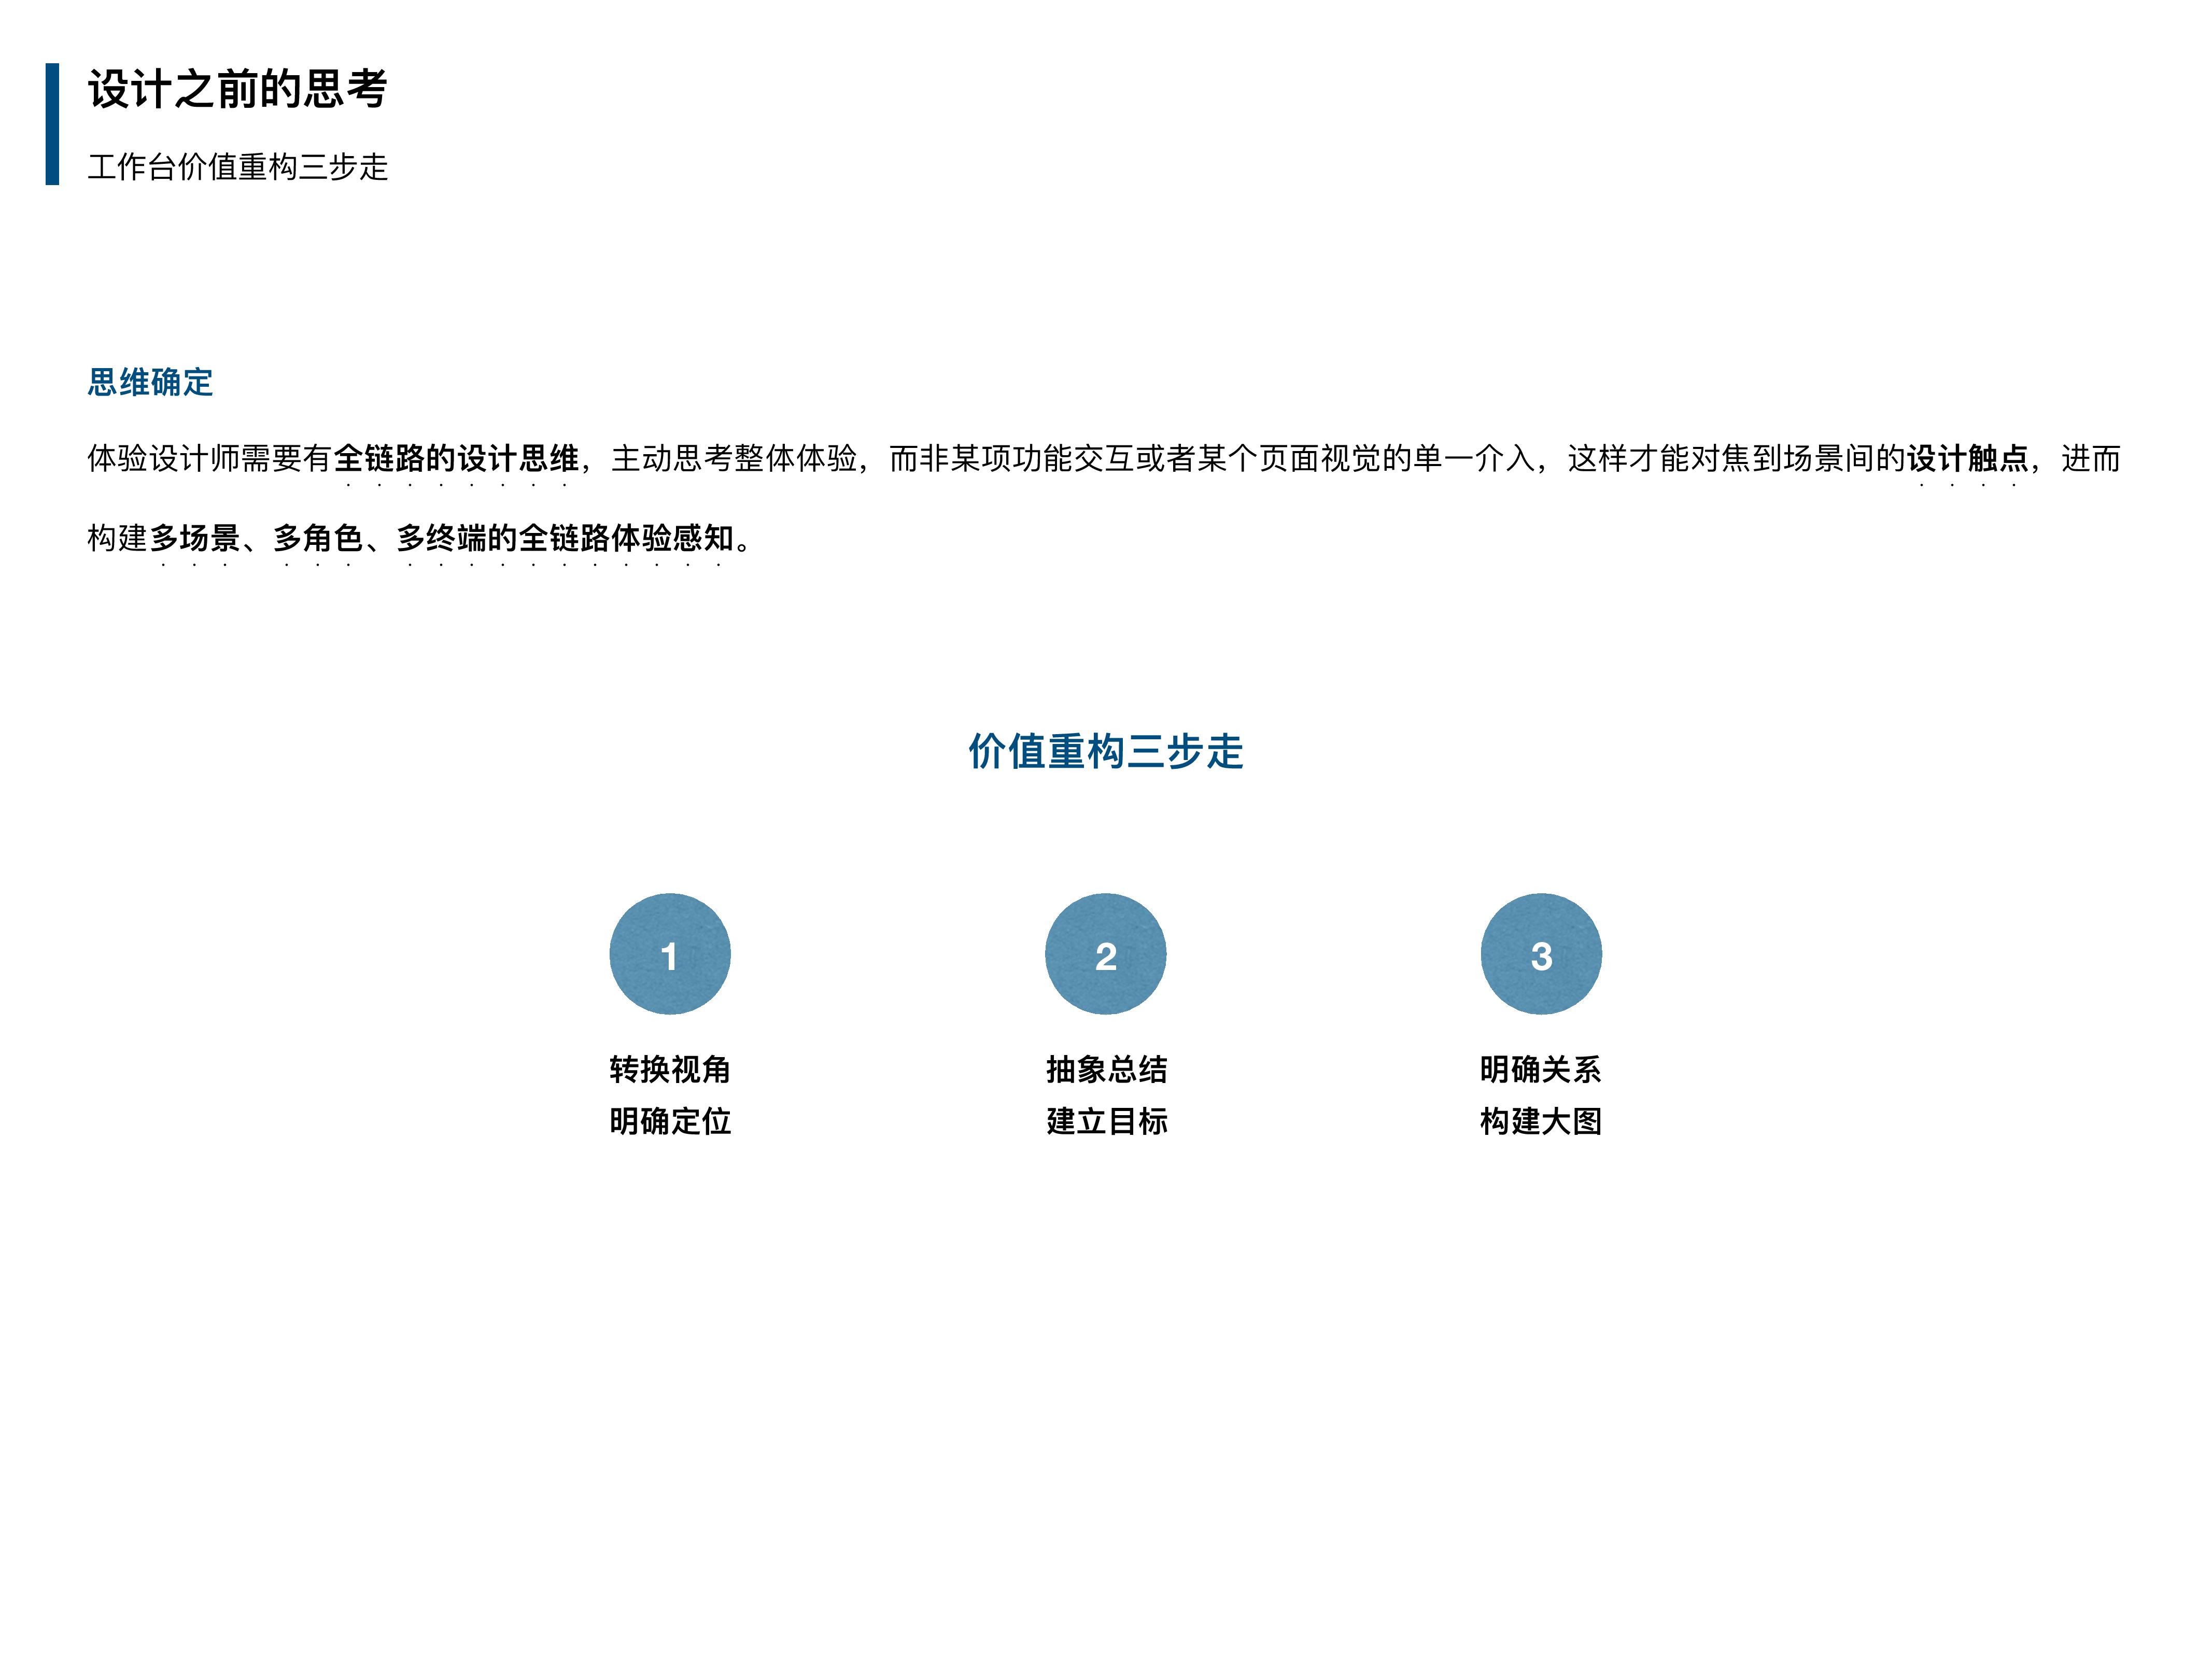 设计之前的思考
工作台价值重构三步走
思维确定
体验设计师需要有全链路的设计思维，主动思考整体体验，而非某项功能交互或者某个页面视觉的单一介入，这样才能对焦到场景间的设计触点，进而
构建多场景、多角色、多终端的全链路体验感知。
价值重构三步走
1
2
3
转换视角
明确定位
抽象总结
建立目标
明确关系
构建大图